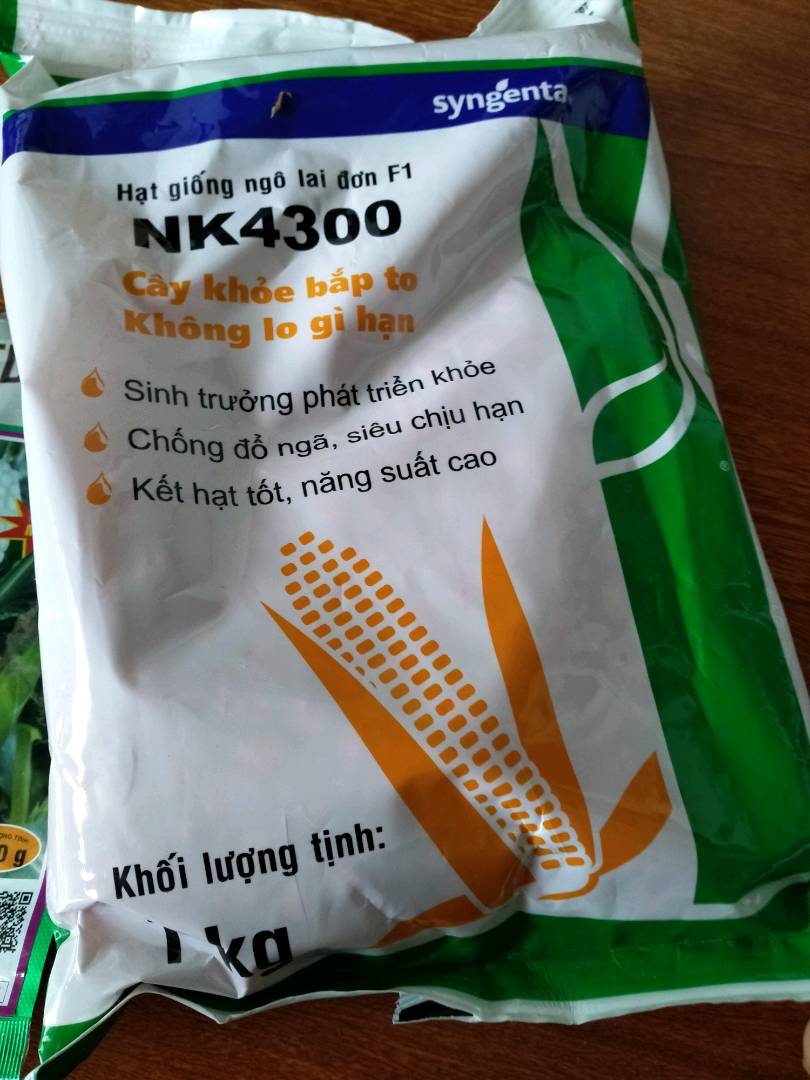 syngenta
Hạt giống ngô lai đơn F1
NK4300
Cây khỏe bắp to
Không lo gì hạn
Sinh trưởng phát triển khỏe
Chống đổ ngã, siêu chịu hạn
Kết hạt tốt, năng suất cao
Khối lượng tịnh:
1 kg